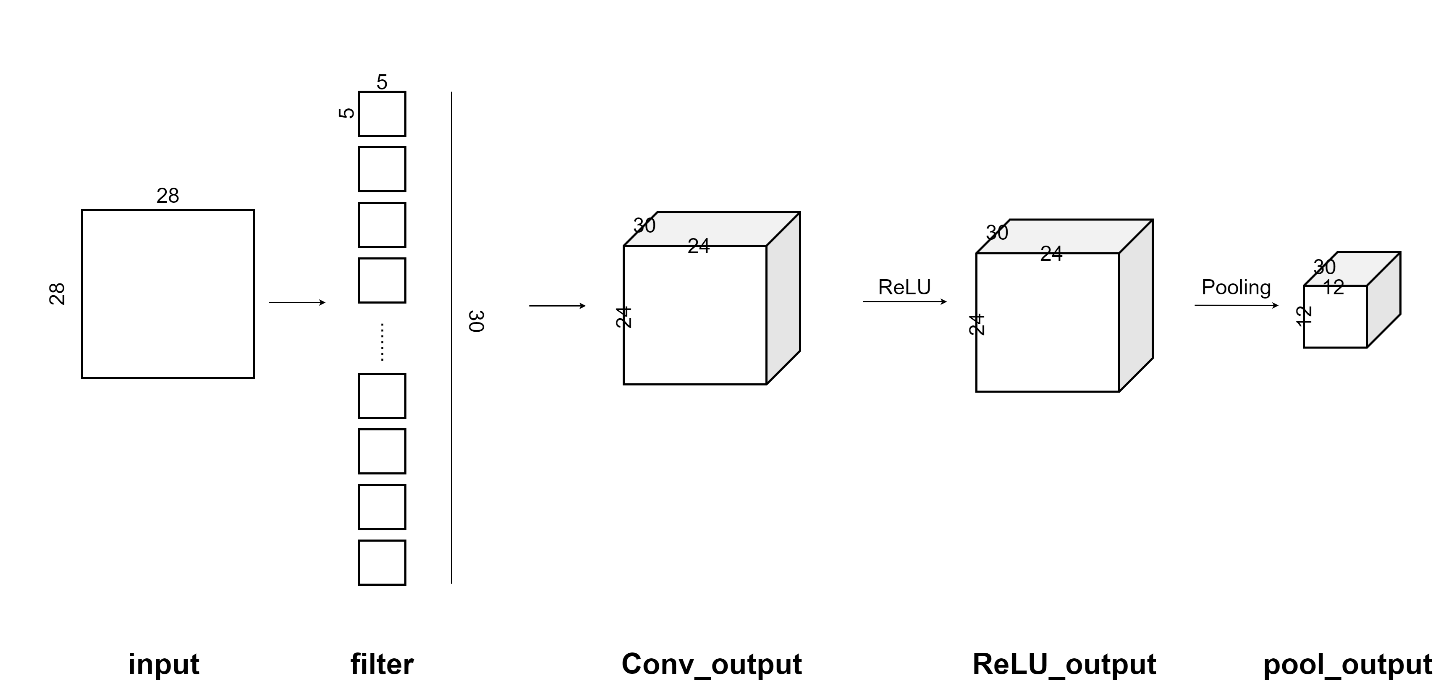 28
28
5
5
30
30
24
24
ReLU
30
24
24
Pooling
30
12
12
input
filter
Conv_output
ReLU_output
pool_output